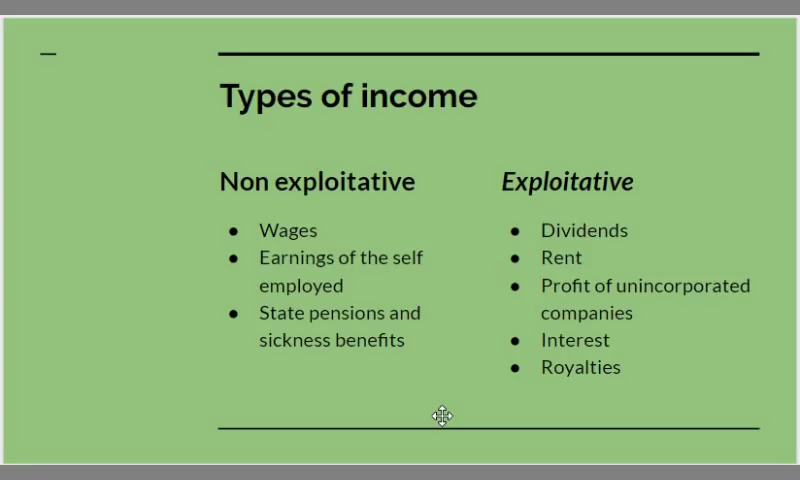 Types of income
Non exploitative
● Wages
● Earnings of the self
employed
● State pensions and
sickness benefits
Exploitative
● Dividends
● Rent
● Profit of unincorporated
companies
● Interest
● Royalties